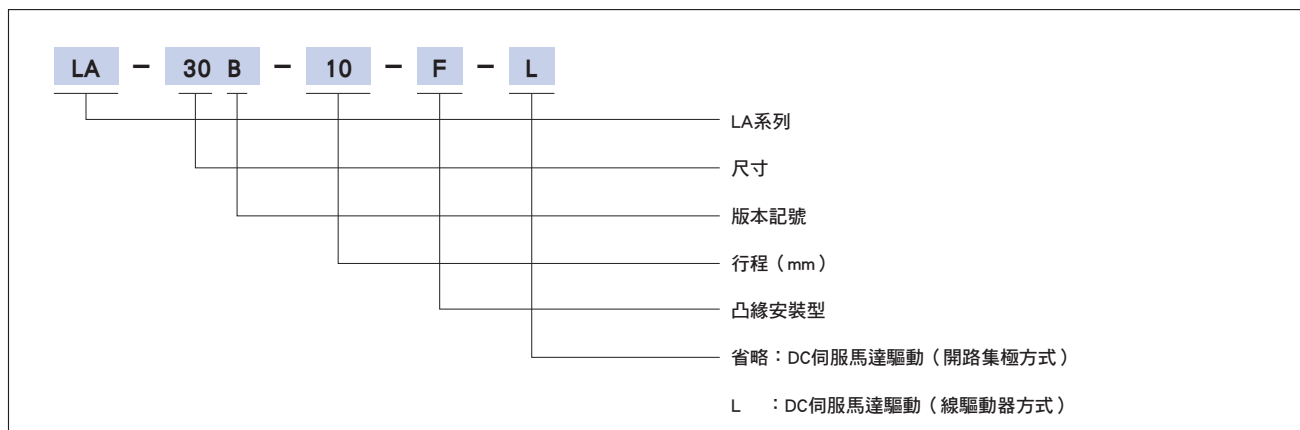 LA - 30 B - 10 - F - L
LA系列
尺寸
版本記號
行程（mm）
凸緣安裝型
省略：DC伺服馬達驅動（開路集極方式）
L ：DC伺服馬達驅動（線驅動器方式）